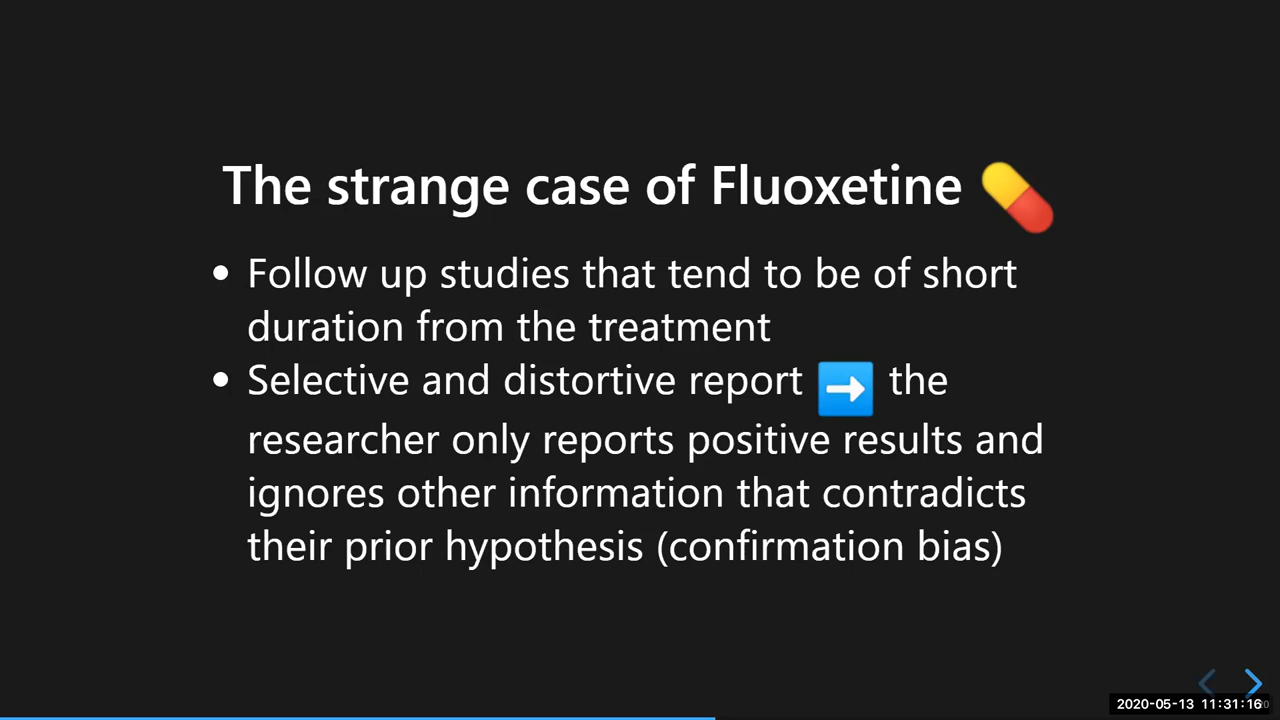 The strange case of Fluoxetine 💊
• Follow up studies that tend to be of short
duration from the treatment
• Selective and distortive report ➡️ the
researcher only reports positive results and
ignores other information that contradicts
their prior hypothesis (confirmation bias)
2020-05-13 11:31:16